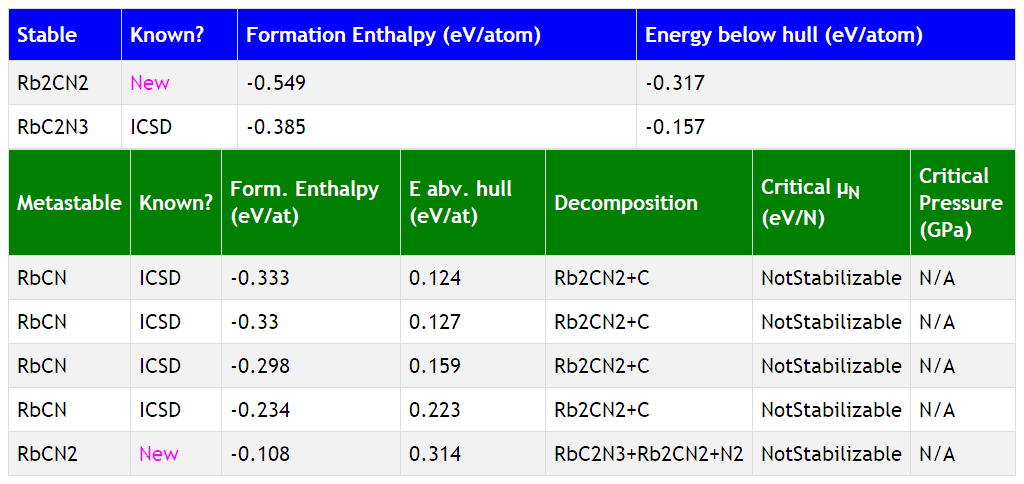 Stable Known? Formation Enthalpy (eV/atom) Energy below hull (eV/atom)
Rb2CN2 New -0.549 -0.317
RbC2N3 ICSD -0.385 -0.157
Metastable Known? Form. Enthalpy (eV/at) E abv. hull (eV/at) Decomposition Critical μN (eV/N) Critical Pressure (GPa)
RbCN ICSD -0.333 0.124 Rb2CN2+C NotStabilizable N/A
RbCN ICSD -0.33 0.127 Rb2CN2+C NotStabilizable N/A
RbCN ICSD -0.298 0.159 Rb2CN2+C NotStabilizable N/A
RbCN ICSD -0.234 0.223 Rb2CN2+C NotStabilizable N/A
RbCN2 New -0.108 0.314 RbC2N3+Rb2CN2+N2 NotStabilizable N/A